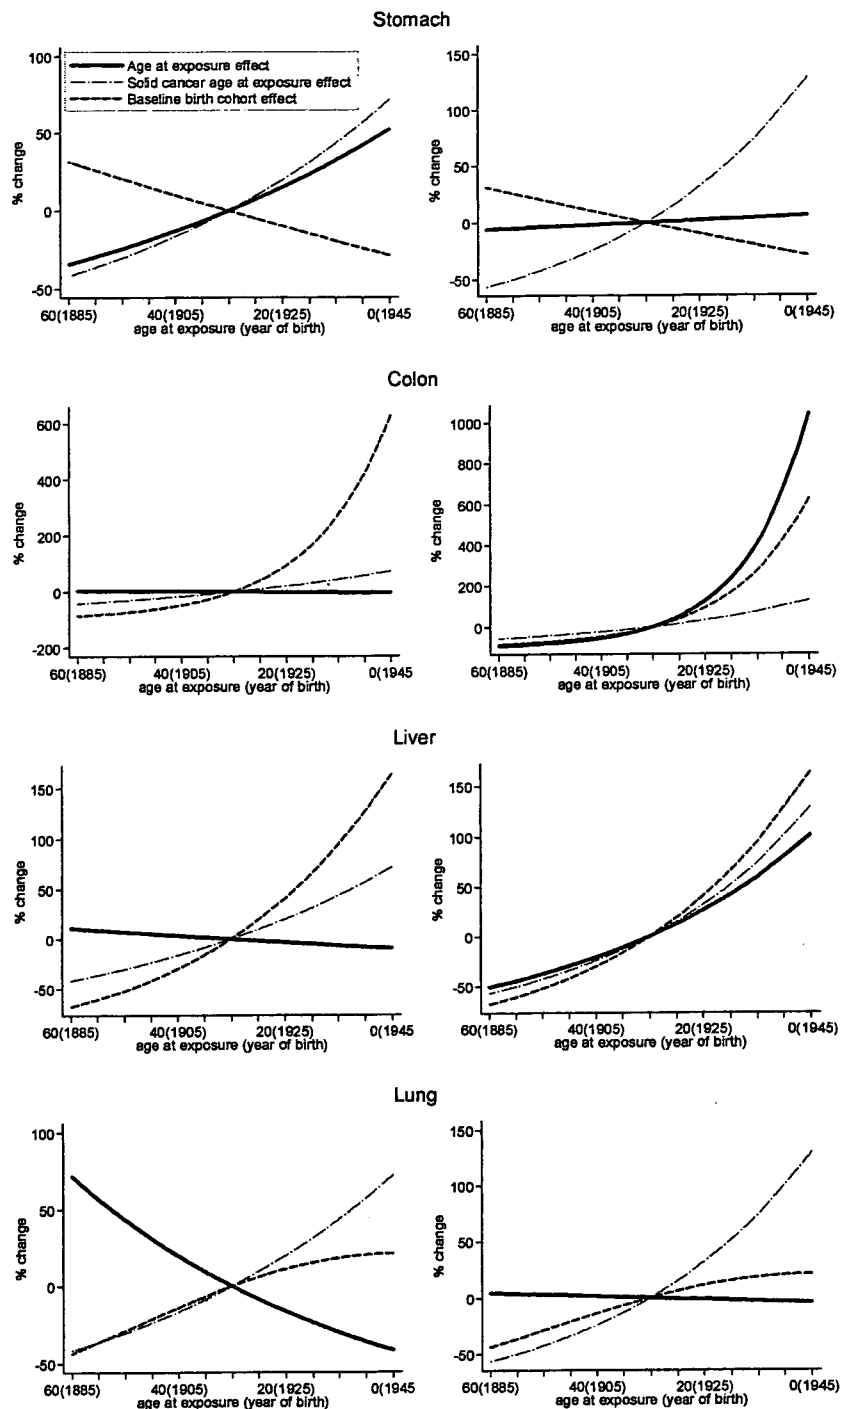 Stomach
100
50
0
-50
% change
Age at exposure effect
Solid cancer age at exposure effect
Baseline birth cohort effect
60(1885) 40(1905) 20(1925) 0(1945
age at exposure (year of birth)
150
100
50
0
-50
% change
60(1885) 40(1905) 20(1925) 0(1945)
age at exposure (year of birth)
Colon
600
400
200
0
-200
% change
60(1885) 40(1905) 20(1925) 0(1945
age at exposure (year of birth)
1000
800
600
400
200
0
% change
60(1885) 40(1905) 20(1925) 0(1945)
age at exposure (year of birth)
Liver
150
100
50
0
-50
% change
60(1885) 40(1905) 20(1925) 0(1945
age at exposure (year of birth)
150
100
50
0
-50
% change
60(1885) 40(1905) 20(1925) 0(1945)
age at exposure (year of birth)
Lung
100
50
0
-50
% change
60(1885) 40(1905) 20(1925) 0(1945
age at exposure (year of birth)
150
100
50
0
-50
% change
60(1885) 40(1905) 20(1925) 0(1945)
age at exposure (year of birth)